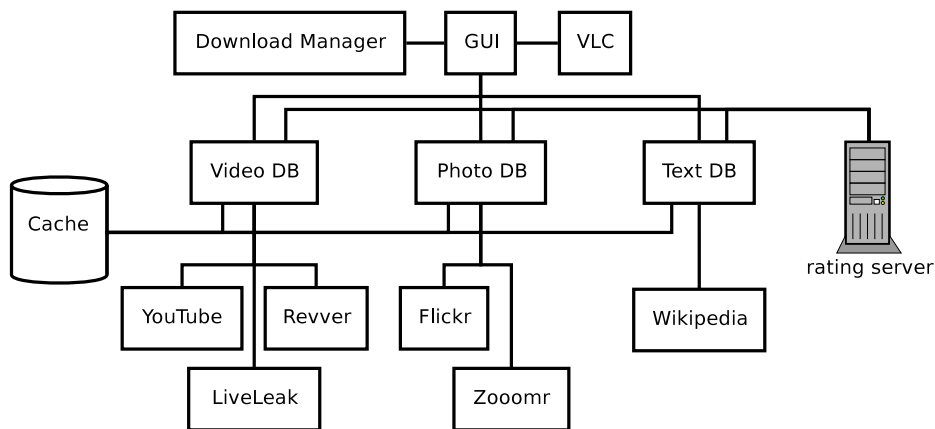 Download Manager
GUI
VLC
Video DB
Photo DB
Text DB
Cache
rating server
YouTube
Revver
Flickr
Wikipedia
LiveLeak
Zooomr